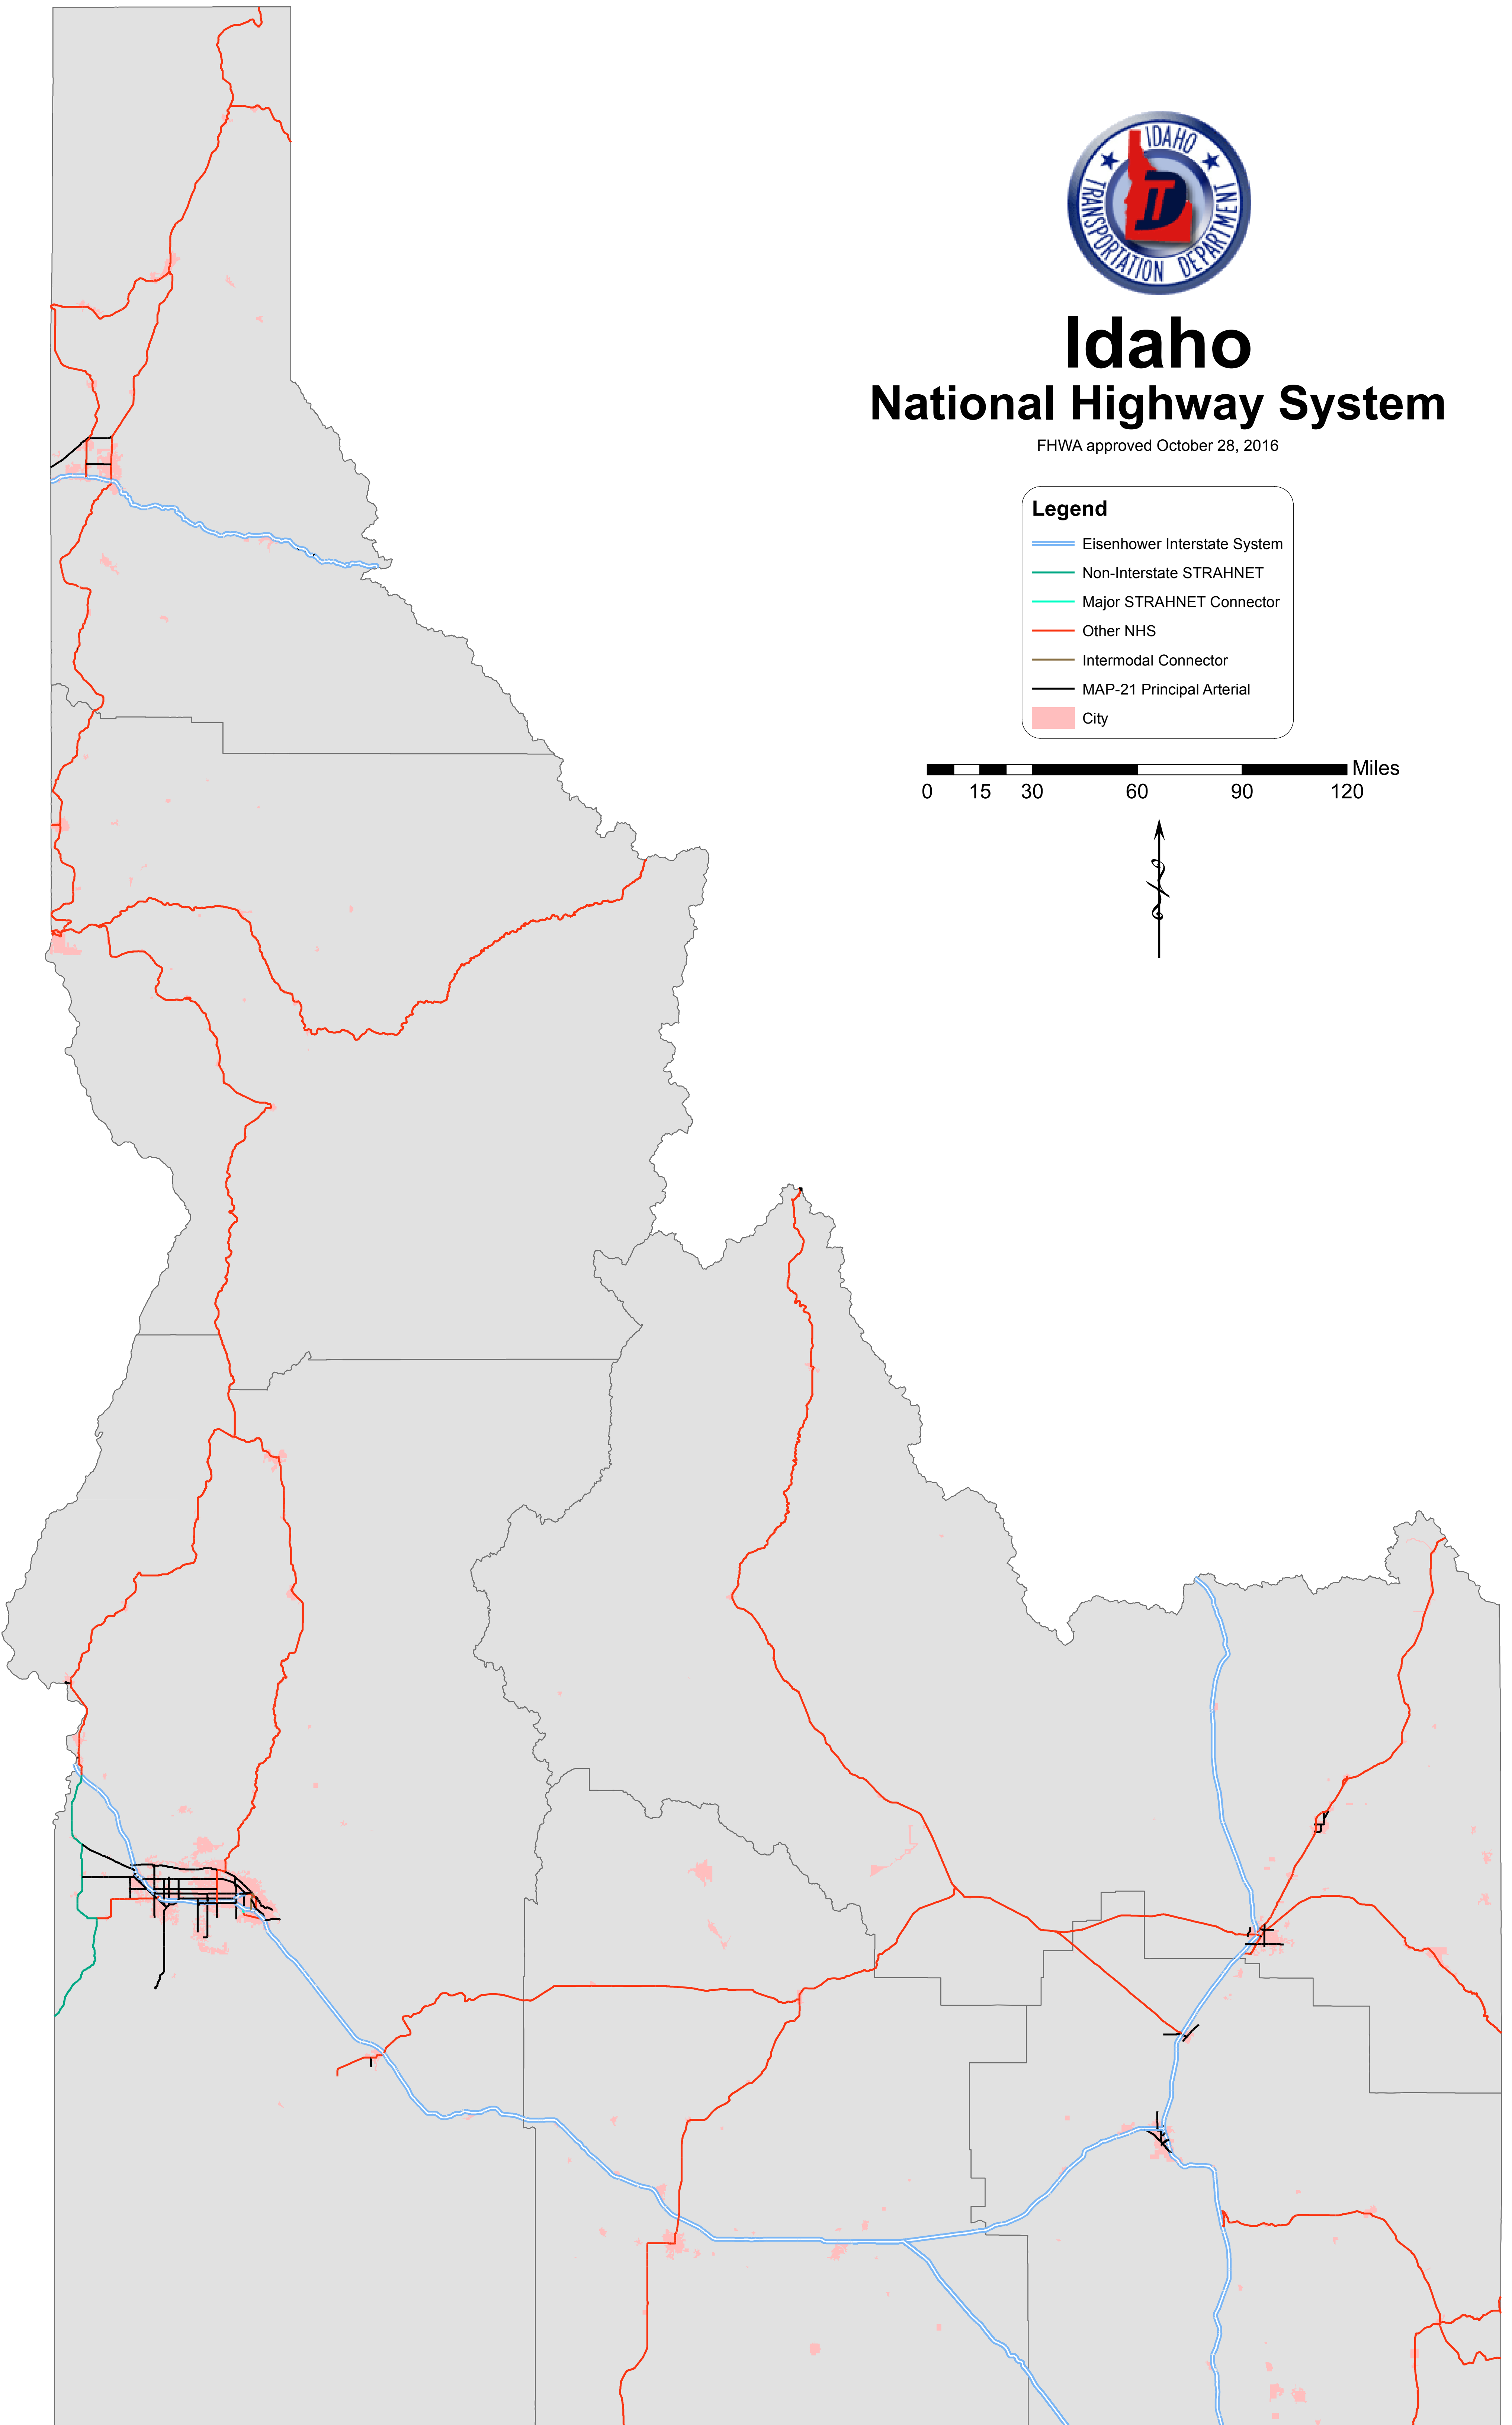 IDAHO
TRANSPORTATION DEPARTMENT
ID
Idaho
National Highway System
FHWA approved October 28, 2016
Legend
Eisenhower Interstate System
Non-Interstate STRAHNET
Major STRAHNET Connector
Other NHS
Intermodal Connector
MAP-21 Principal Arterial
City
Miles
0 15 30 60 90 120